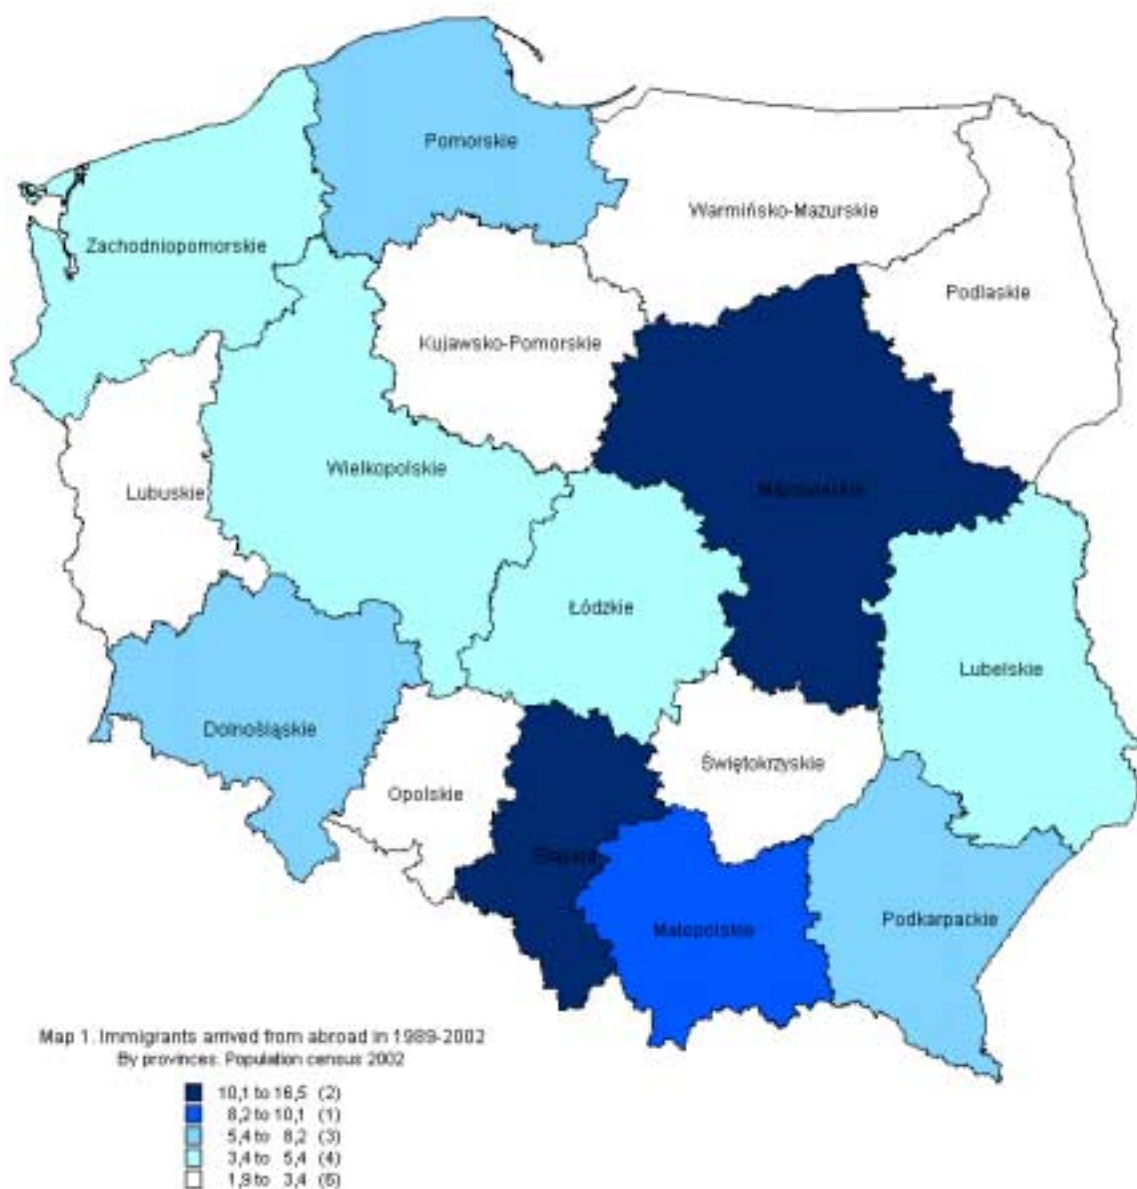 Pomorskie
Warmińsko-Mazurskie
Zachodniopomorskie
Podlaskie
Kujawsko-Pomorskie
Wielkopolskie
Lubuskie
Mazowieckie
Łódzkie
Lubelskie
Dolnośląskie
Świętokrzyskie
Opolskie
Podkarpackie
Małopolskie
Map 1. Immigrants arrived from abroad in 1989-2002
By provinces. Population census 2002
10,1 to 16,5 (2)
8,2 to 10,1 (1)
5,4 to 8,2 (3)
3,4 to 5,4 (4)
1,9 to 3,4 (6)